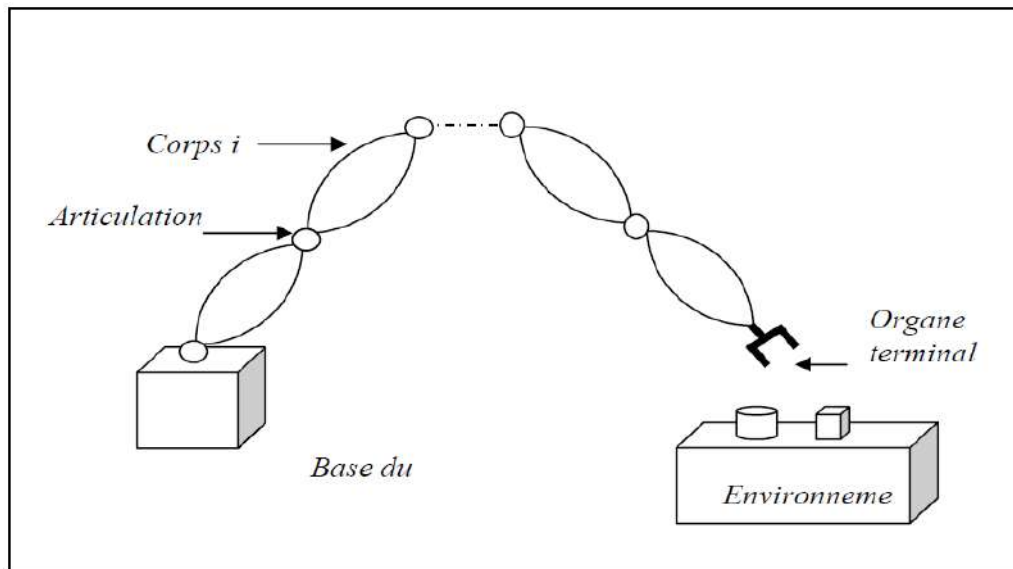 Corps i
Articulation
Organe
terminal
Base du
Environneme